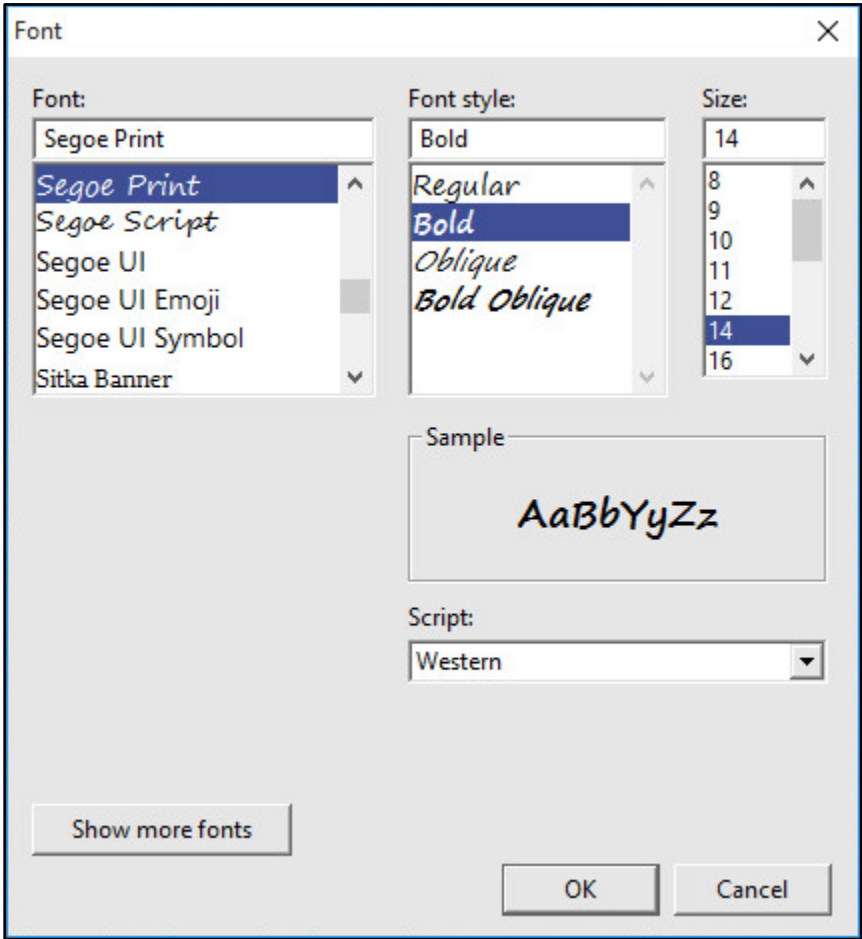 Font
Font:
Segoe Print
Segoe Print
Segoe Script
Segoe UI
Segoe UI Emoji
Segoe UI Symbol
Sitka Banner
Font style:
Bold
Regular
Bold
Oblique
Bold Oblique
Size:
14
8
9
10
11
12
14
16
Sample
AaBbYyZz
Script:
Western
Show more fonts
OK
Cancel